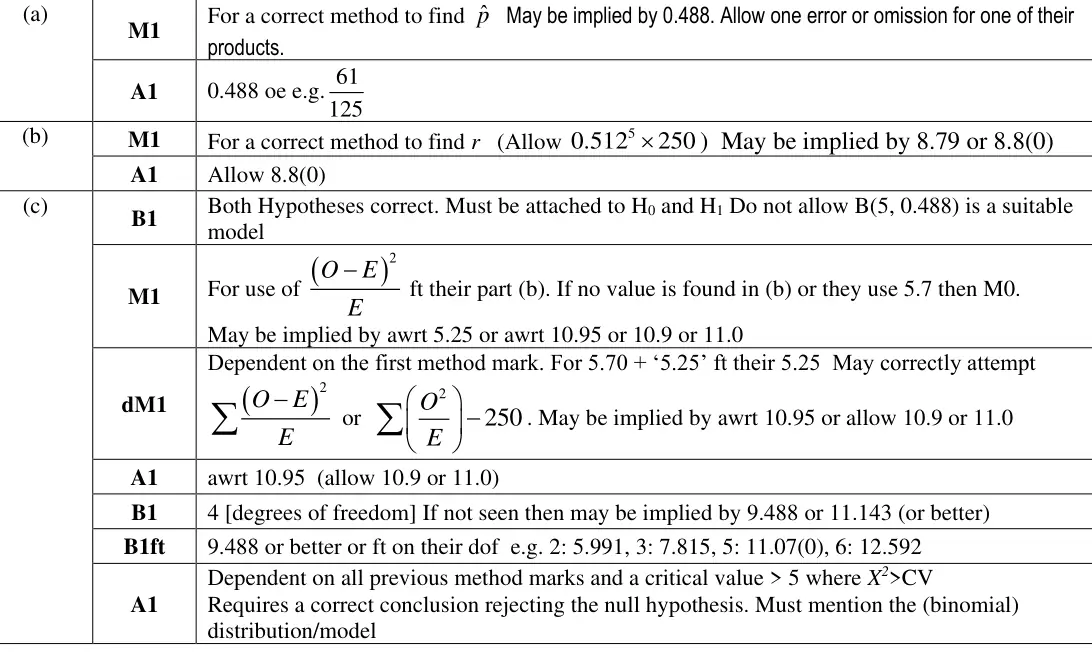 (a) M1 For a correct method to find p̂ May be implied by 0.488. Allow one error or omission for one of their
products.
A1 0.488 oe e.g. 61/125
(b) M1 For a correct method to find r (Allow 0.512⁵ × 250 ) May be implied by 8.79 or 8.8(0)
A1 Allow 8.8(0)
(c) B1 Both Hypotheses correct. Must be attached to H₀ and H₁ Do not allow B(5, 0.488) is a suitable
model
M1 For use of (O − E)²/E ft their part (b). If no value is found in (b) or they use 5.7 then M0.
May be implied by awrt 5.25 or awrt 10.95 or 10.9 or 11.0
dM1 Dependent on the first method mark. For 5.70 + ‘5.25’ ft their 5.25 May correctly attempt
∑ (O − E)²/E or ∑ (O²/E) − 250 . May be implied by awrt 10.95 or allow 10.9 or 11.0
A1 awrt 10.95 (allow 10.9 or 11.0)
B1 4 [degrees of freedom] If not seen then may be implied by 9.488 or 11.143 (or better)
B1ft 9.488 or better or ft on their dof e.g. 2: 5.991, 3: 7.815, 5: 11.07(0), 6: 12.592
A1 Dependent on all previous method marks and a critical value > 5 where X²>CV
Requires a correct conclusion rejecting the null hypothesis. Must mention the (binomial)
distribution/model